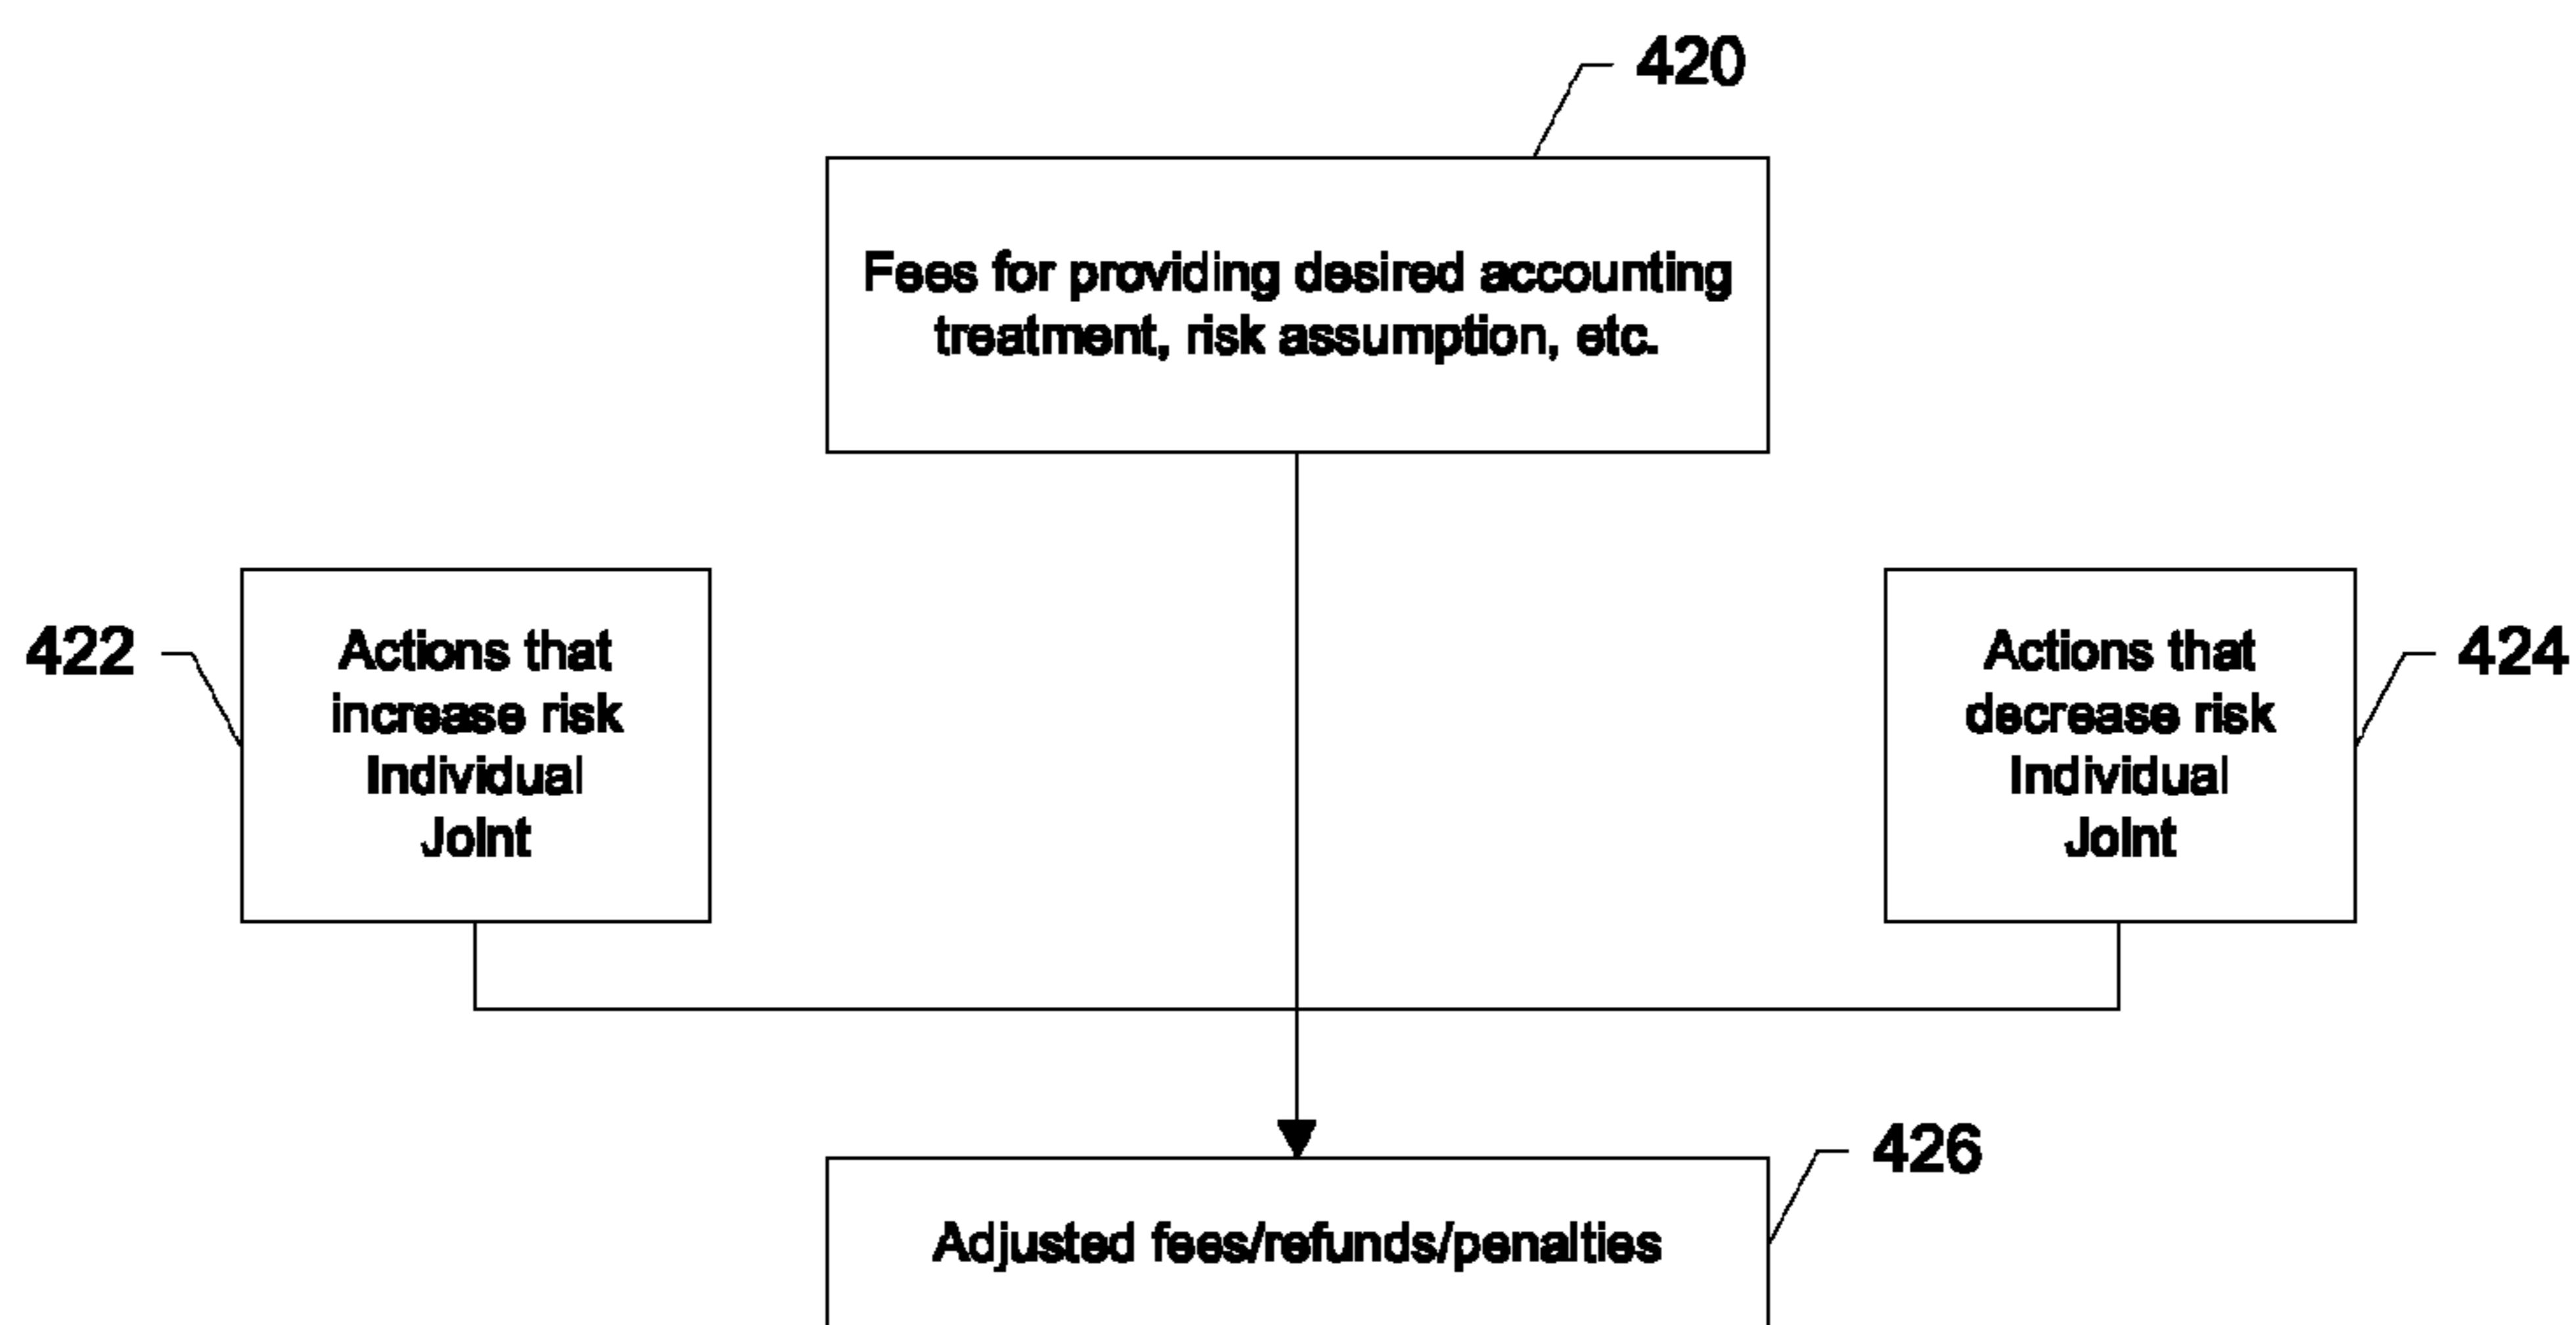 420
Fees for providing desired accounting
treatment, risk assumption, etc.
422
Actions that
increase risk
Individual
Joint
Actions that
decrease risk
Individual
Joint
424
426
Adjusted fees/refunds/penalties